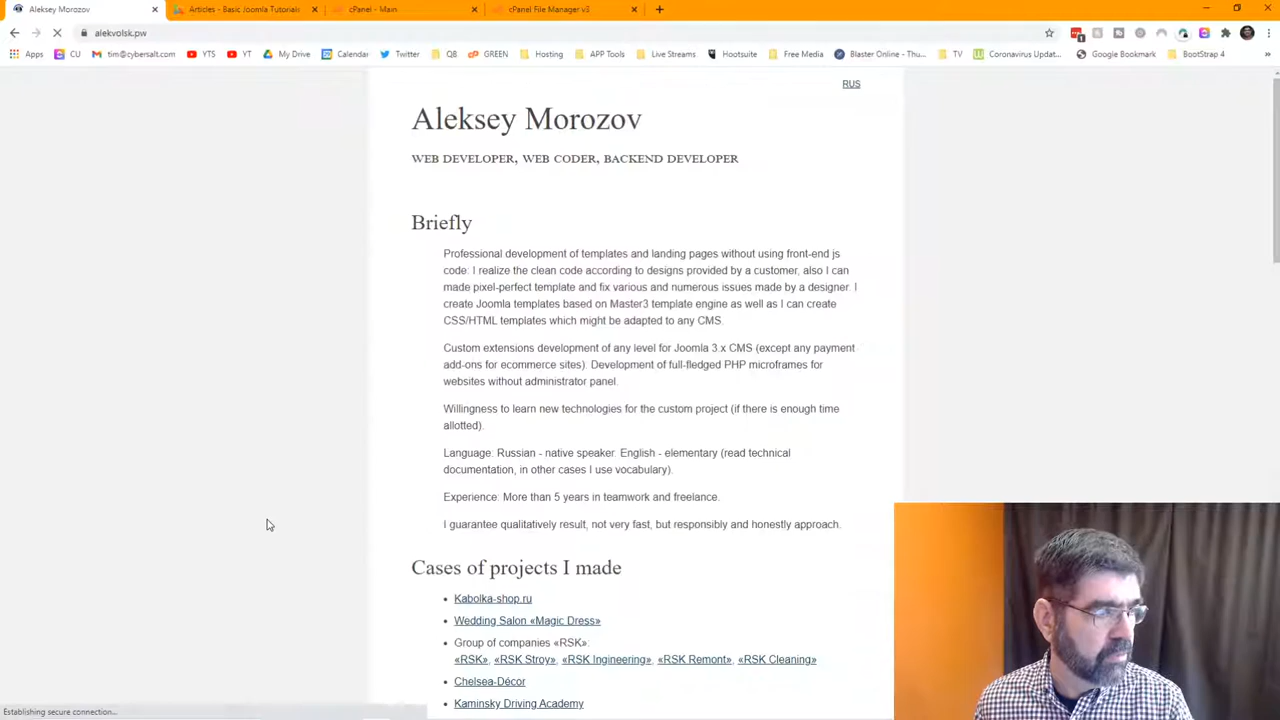 Aleksey Morozov
Articles - Basic Joomla Tutorials
cPanel - Main
cPanel File Manager v3
alekvolsk.pw
Apps CU tim@cybersalt.com YTS YT My Drive Calendar Twitter QB GREEN Hosting APP Tools Live Streams Hootsuite Free Media Blaster Online - Thu... TV Coronavirus Updat... Google Bookmark BootStrap 4 »
RUS
Aleksey Morozov
WEB DEVELOPER, WEB CODER, BACKEND DEVELOPER
Briefly
Professional development of templates and landing pages without using front-end js
code: I realize the clean code according to designs provided by a customer, also I can
made pixel-perfect template and fix various and numerous issues made by a designer. I
create Joomla templates based on Master3 template engine as well as I can create
CSS/HTML templates which might be adapted to any CMS.
Custom extensions development of any level for Joomla 3.x CMS (except any payment
add-ons for ecommerce sites). Development of full-fledged PHP microframes for
websites without administrator panel.
Willingness to learn new technologies for the custom project (if there is enough time
allotted).
Language. Russian - native speaker. English - elementary (read technical
documentation, in other cases I use vocabulary).
Experience: More than 5 years in teamwork and freelance.
I guarantee qualitatively result, not very fast, but responsibly and honestly approach.
Cases of projects I made
• Kabolka-shop.ru
• Wedding Salon «Magic Dress»
• Group of companies «RSK»:
«RSK», «RSK Stroy», «RSK Ingineering», «RSK Remont», «RSK Cleaning»
• Chelsea-Décor
• Kaminsky Driving Academy
Establishing secure connection...